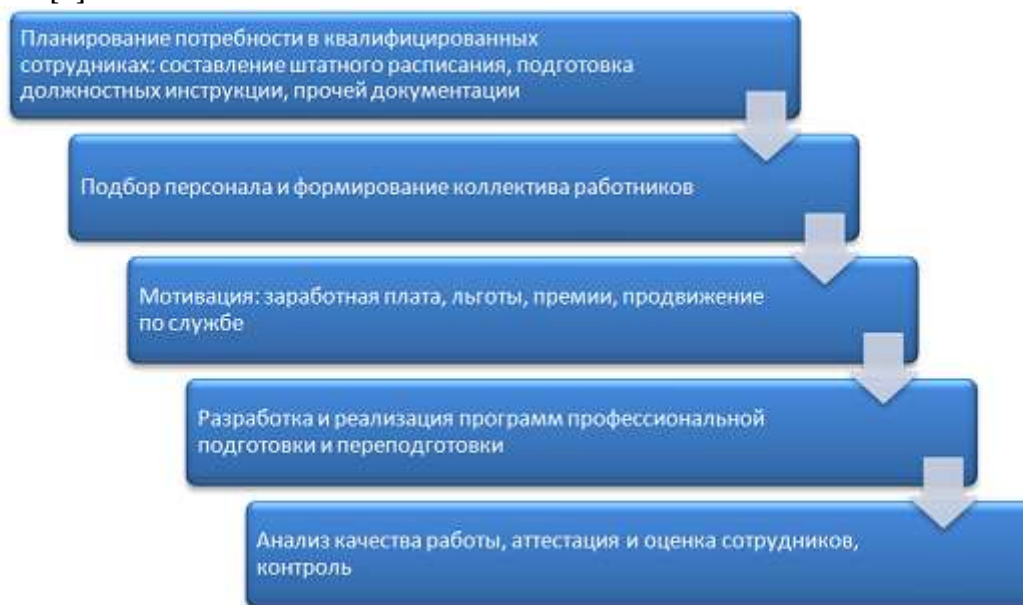 Планирование потребности в квалифицированных
сотрудниках: составление штатного расписания, подготовка
должностных инструкции, прочей документации
Подбор персонала и формирование коллектива работников
Мотивация: заработная плата, льготы, премии, продвижение
по службе
Разработка и реализация программ профессиональной
подготовки и переподготовки
Анализ качества работы, аттестация и оценка сотрудников,
контроль